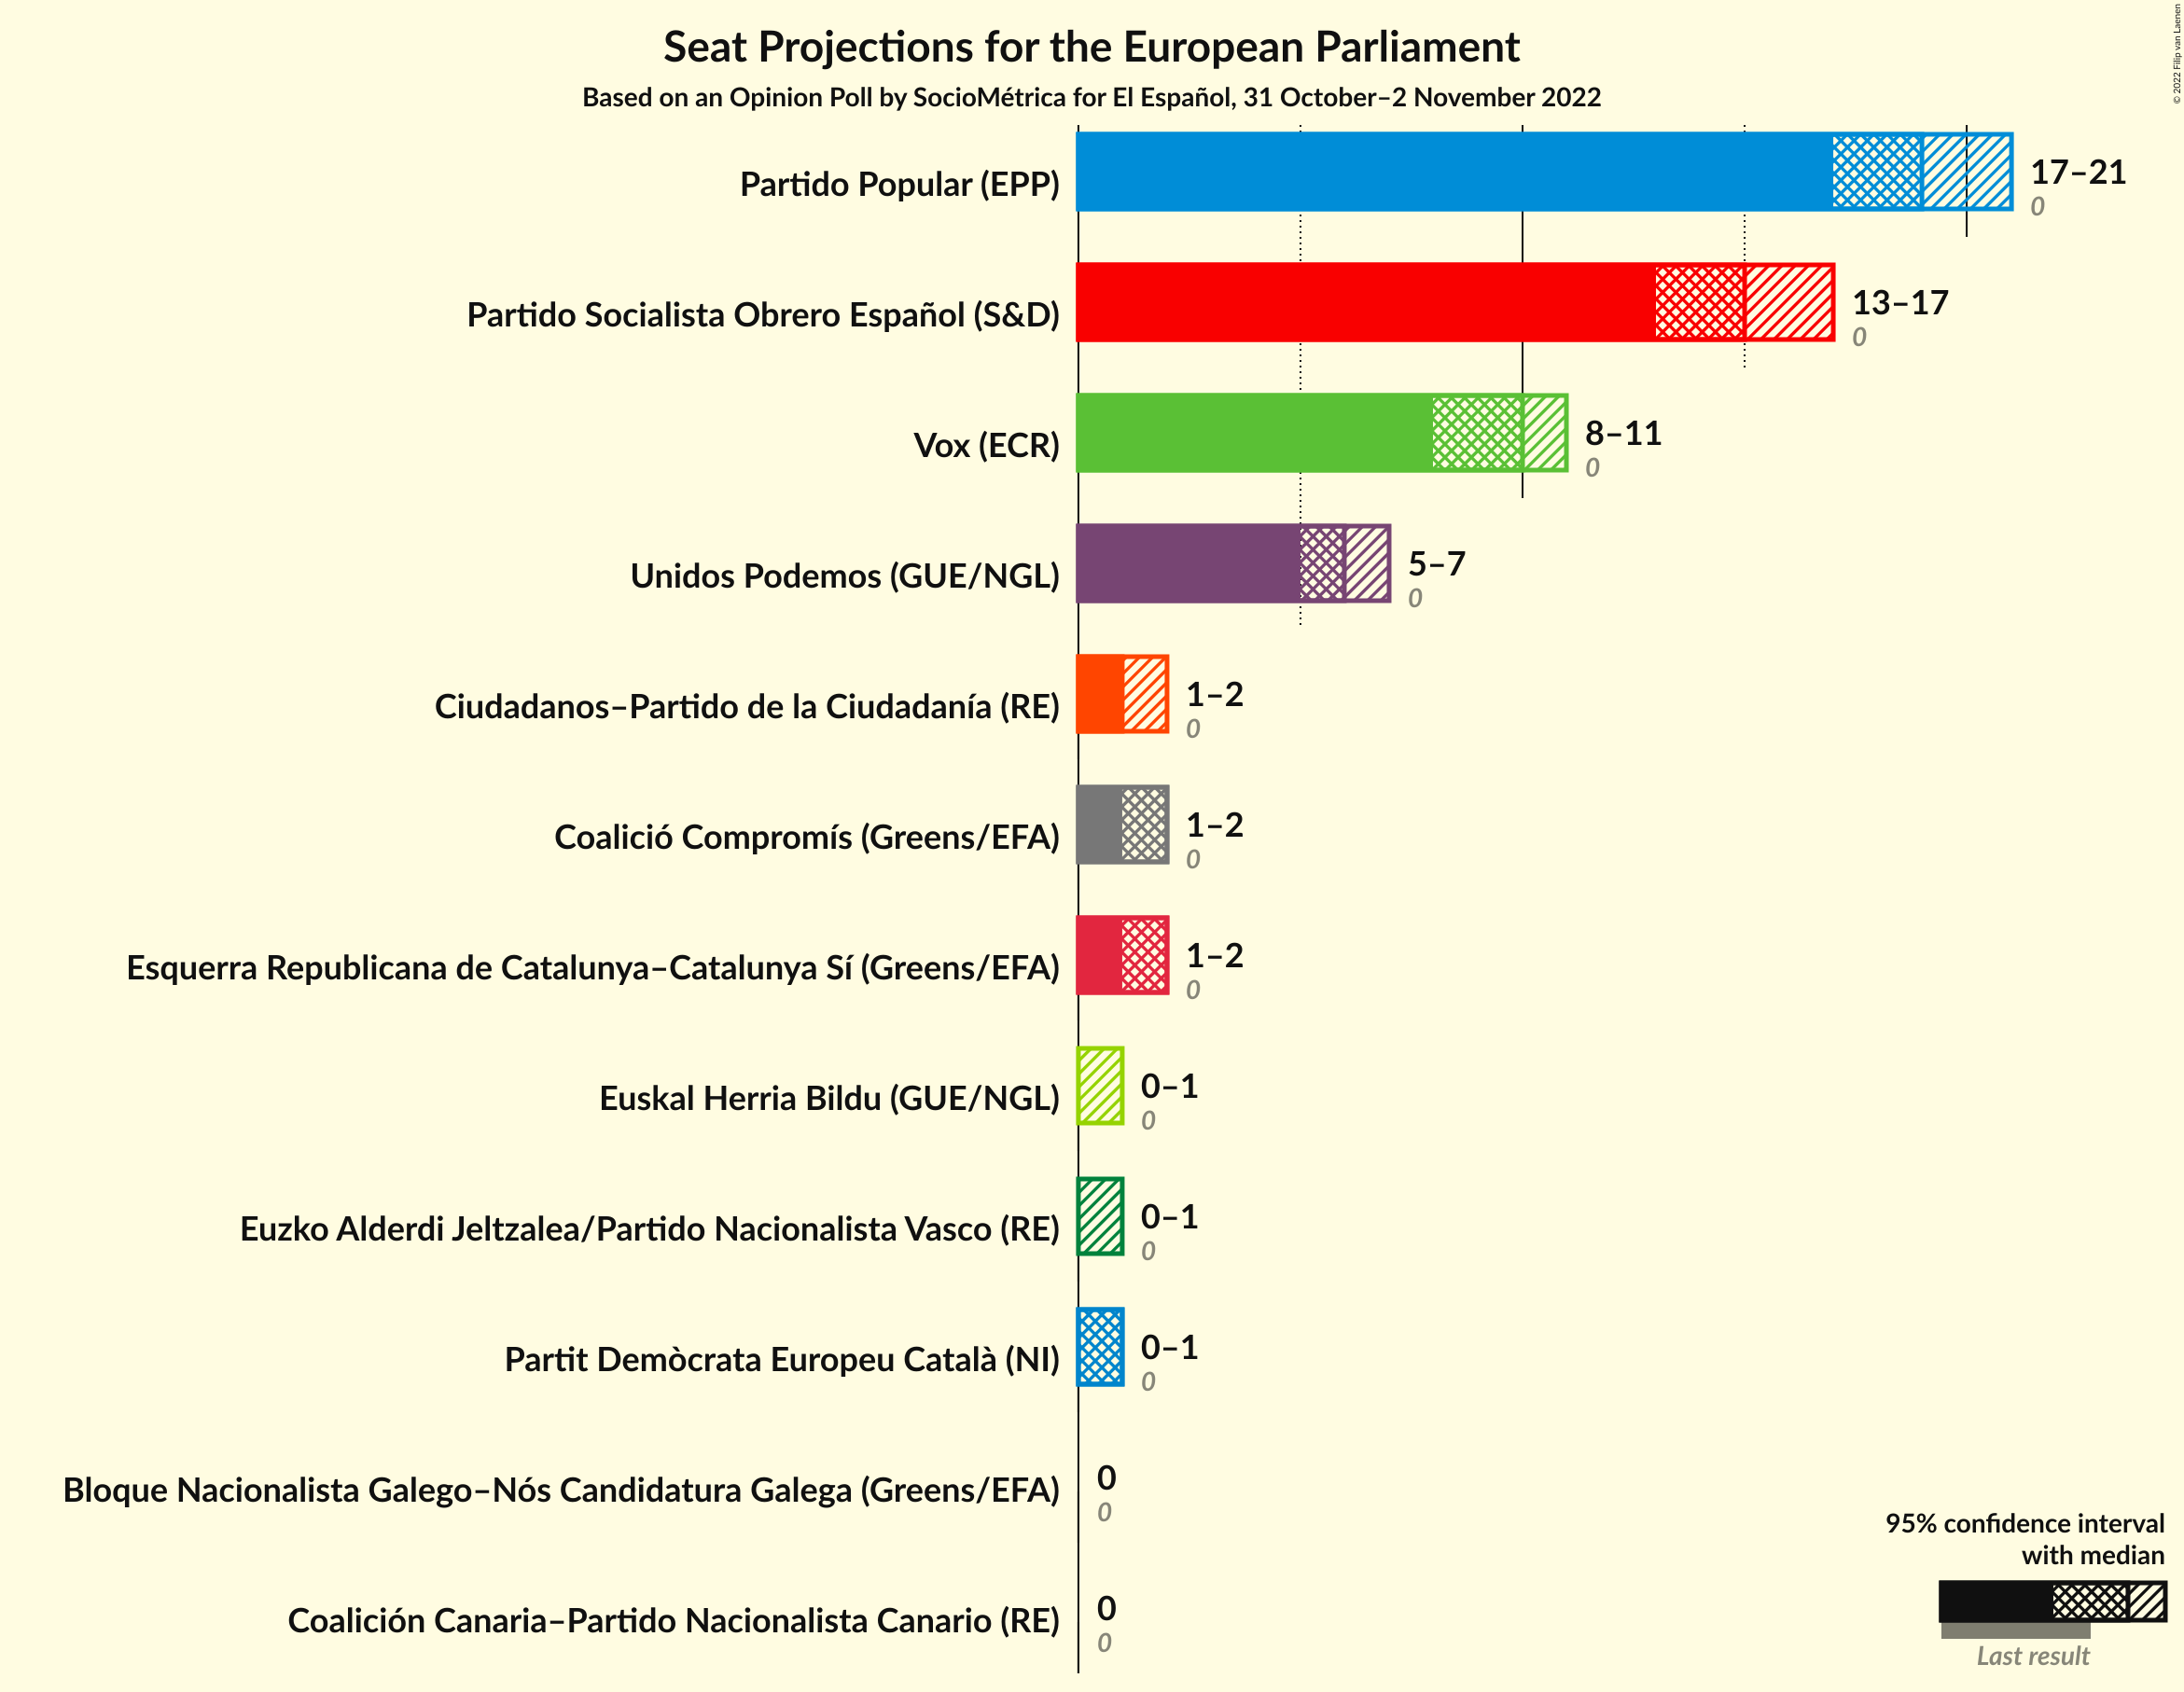 Seat Projections for the European Parliament
Based on an Opinion Poll by SocioMétrica for El Español, 31 October–2 November 2022
© 2022 Filip van Laenen
Partido Popular (EPP)
17–21
0
Partido Socialista Obrero Español (S&D)
13–17
0
Vox (ECR)
8–11
0
Unidos Podemos (GUE/NGL)
5–7
0
Ciudadanos–Partido de la Ciudadanía (RE)
1–2
0
Coalició Compromís (Greens/EFA)
1–2
0
Esquerra Republicana de Catalunya–Catalunya Sí (Greens/EFA)
1–2
0
Euskal Herria Bildu (GUE/NGL)
0–1
0
Euzko Alderdi Jeltzalea/Partido Nacionalista Vasco (RE)
0–1
0
Partit Demòcrata Europeu Català (NI)
0–1
0
Bloque Nacionalista Galego–Nós Candidatura Galega (Greens/EFA)
0
0
Coalición Canaria–Partido Nacionalista Canario (RE)
0
0
95% confidence interval
with median
Last result